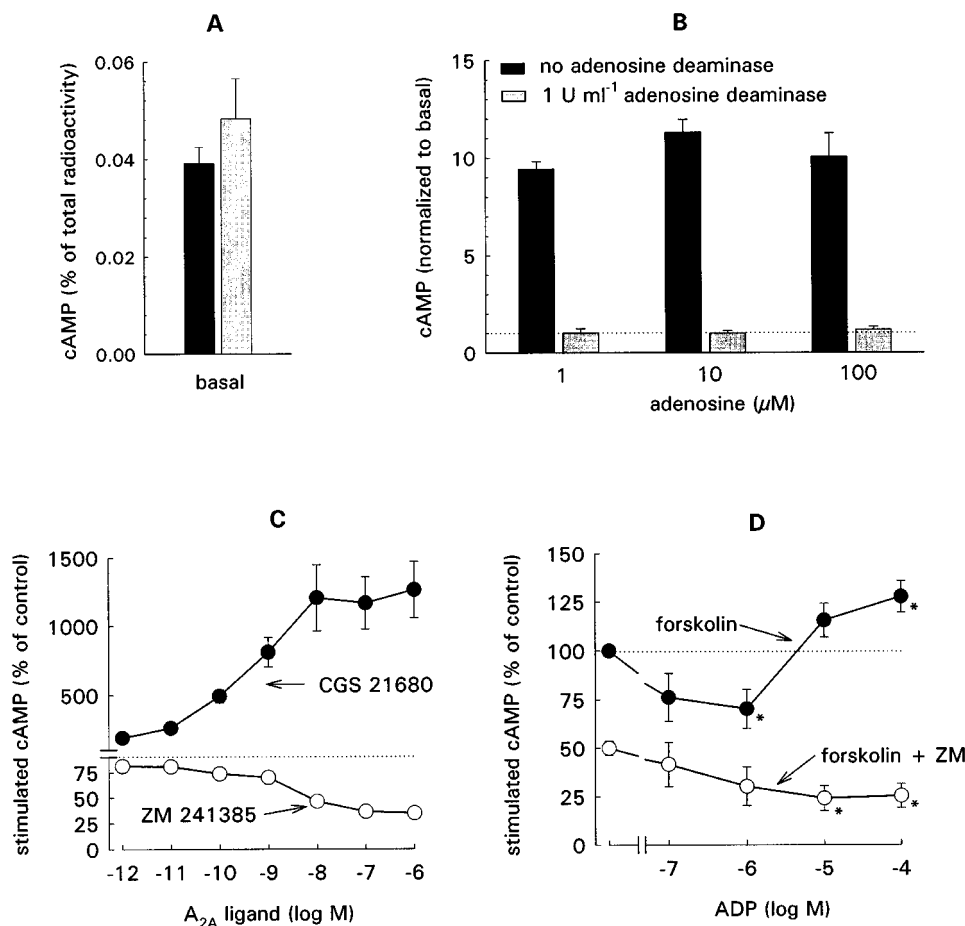 A
cAMP (% of total radioactivity)
0.06
0.04
0.02
0.00
basal
B
cAMP (normalized to basal)
15
10
5
0
no adenosine deaminase
1 U ml⁻¹ adenosine deaminase
1 10 100
adenosine (μM)
C
stimulated cAMP (% of control)
1500
1000
500
75
50
25
0
CGS 21680
ZM 241385
-12 -11 -10 -9 -8 -7 -6
A₂A ligand (log M)
D
stimulated cAMP (% of control)
150
125
100
75
50
25
0
forskolin
*
*
forskolin + ZM
*
*
-7 -6 -5 -4
ADP (log M)